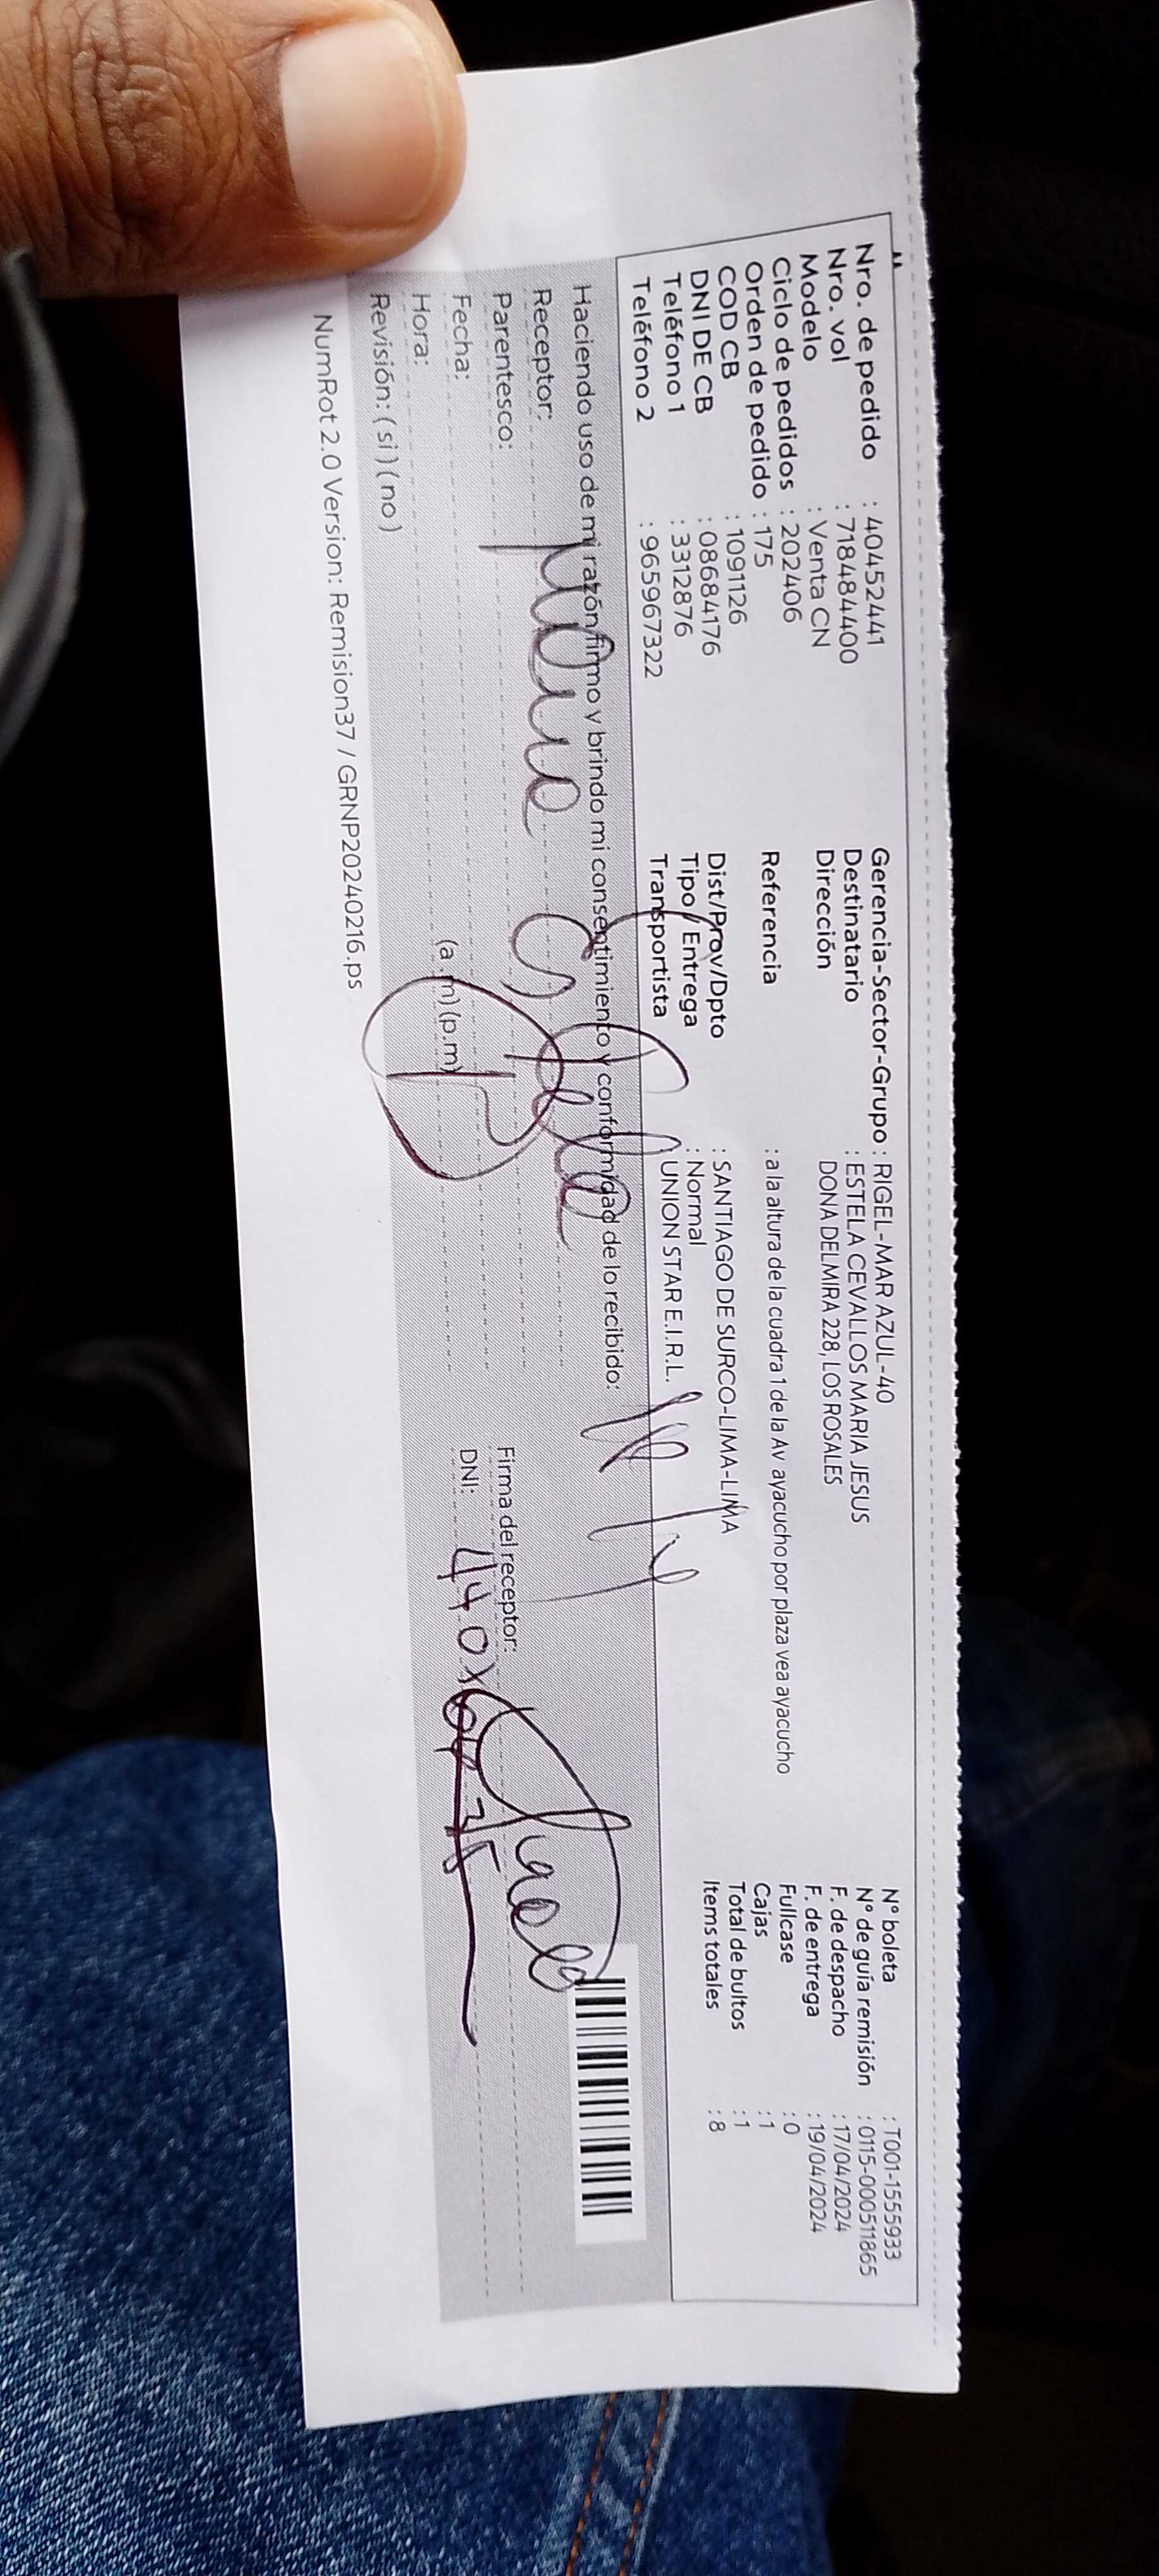 Nro. de pedido : 40452441
Nro. vol : 718484400
Modelo : Venta CN
Ciclo de pedidos : 202406
Orden de pedido : 175
COD CB : 1091126
DNI DE CB : 08684176
Teléfono 1 : 3312876
Teléfono 2 : 965967322
Gerencia-Sector-Grupo : RIGEL-MAR AZUL-40
Destinatario : ESTELA CEVALLOS MARIA JESUS
Dirección DONA DELMIRA 228, LOS ROSALES
Referencia : a la altura de la cuadra 1 de la Av ayacucho por plaza vea ayacucho
Dist/Prov/Dpto : SANTIAGO DE SURCO-LIMA-LIMA
Tipo / Entrega : Normal
Transportista : UNION STAR E.I.R.L.
N° boleta : T001-1555933
N° de guia remisión : 0115-000511865
F. de despacho : 17/04/2024
F. de entrega : 19/04/2024
Fullcase : 0
Cajas : 1
Total de bultos : 1
Items totales : 8
Haciendo uso de mi razón firmo y brindo mi consentimiento y conformidad de lo recibido:
Receptor:
Parentesco:
Fecha:
Hora: (a.m) (p.m)
Revisión: ( si ) ( no )
Firma del receptor:
DNI:
NumRot 2.0 Version: Remision37 / GRNP20240216.ps